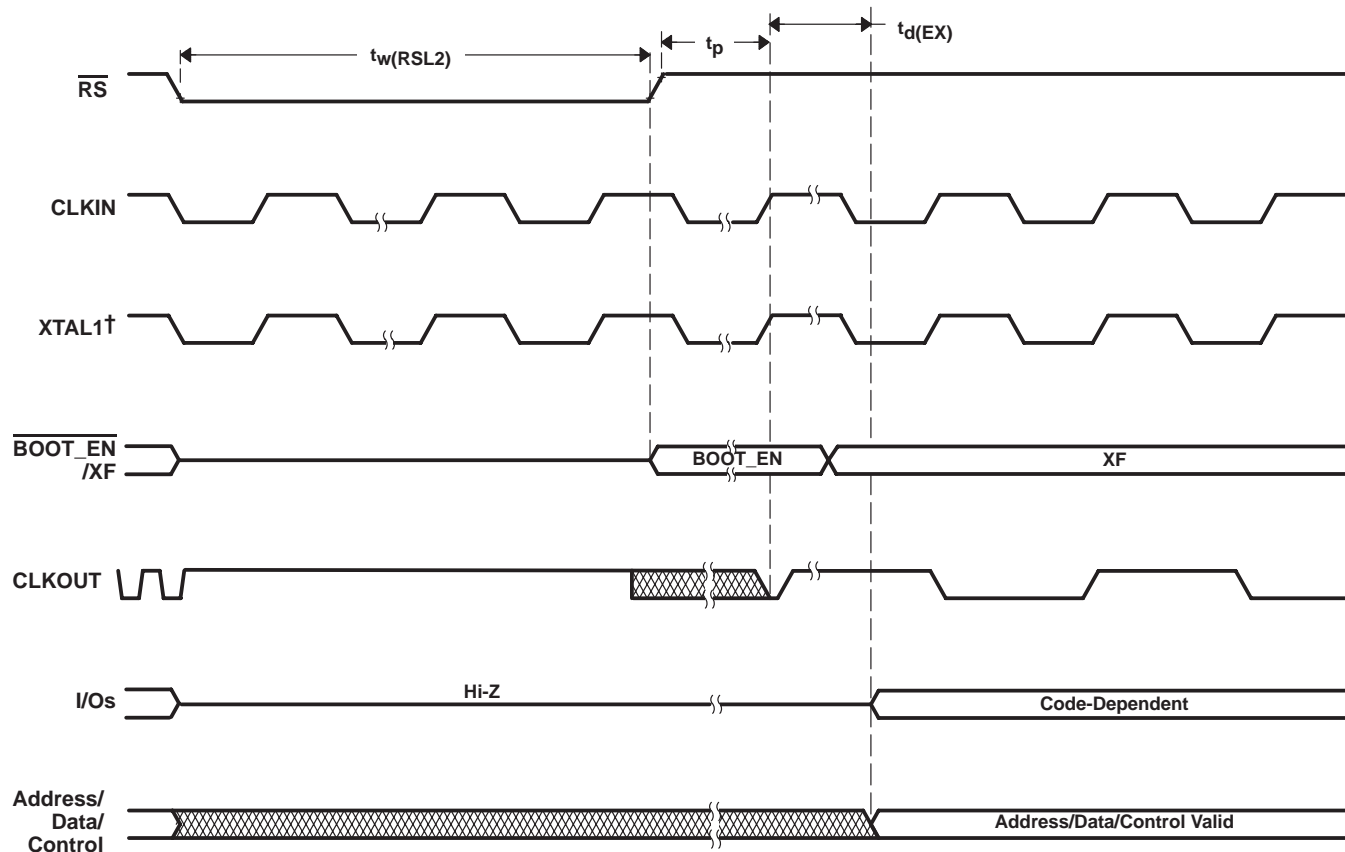 tw(RSL2)
tp
td(EX)
RS
CLKIN
XTAL1†
BOOT_EN
/XF
BOOT_EN
XF
CLKOUT
I/Os
Hi-Z
Code-Dependent
Address/
Data/
Control
Address/Data/Control Valid